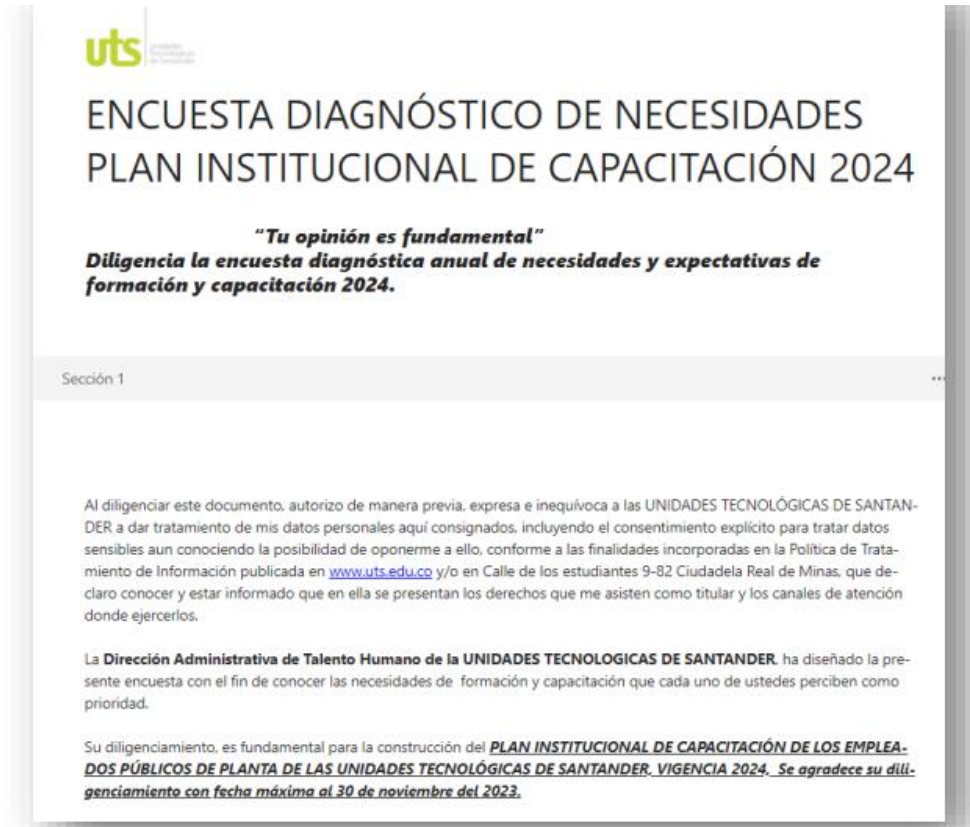 uts
Unidades
Tecnológicas
de Santander
ENCUESTA DIAGNÓSTICO DE NECESIDADES
PLAN INSTITUCIONAL DE CAPACITACIÓN 2024
“Tu opinión es fundamental”
Diligencia la encuesta diagnóstica anual de necesidades y expectativas de
formación y capacitación 2024.
Sección 1
...
Al diligenciar este documento, autorizo de manera previa, expresa e inequívoca a las UNIDADES TECNOLÓGICAS DE SANTAN-
DER a dar tratamiento de mis datos personales aquí consignados, incluyendo el consentimiento explícito para tratar datos
sensibles aun conociendo la posibilidad de oponerme a ello, conforme a las finalidades incorporadas en la Política de Trata-
miento de Información publicada en www.uts.edu.co y/o en Calle de los estudiantes 9-82 Ciudadela Real de Minas, que de-
claro conocer y estar informado que en ella se presentan los derechos que me asisten como titular y los canales de atención
donde ejercerlos.
La Dirección Administrativa de Talento Humano de la UNIDADES TECNOLOGICAS DE SANTANDER, ha diseñado la pre-
sente encuesta con el fin de conocer las necesidades de formación y capacitación que cada uno de ustedes perciben como
prioridad.
Su diligenciamiento, es fundamental para la construcción del PLAN INSTITUCIONAL DE CAPACITACIÓN DE LOS EMPLEA-
DOS PÚBLICOS DE PLANTA DE LAS UNIDADES TECNOLÓGICAS DE SANTANDER, VIGENCIA 2024, Se agradece su dili-
genciamiento con fecha máxima al 30 de noviembre del 2023.